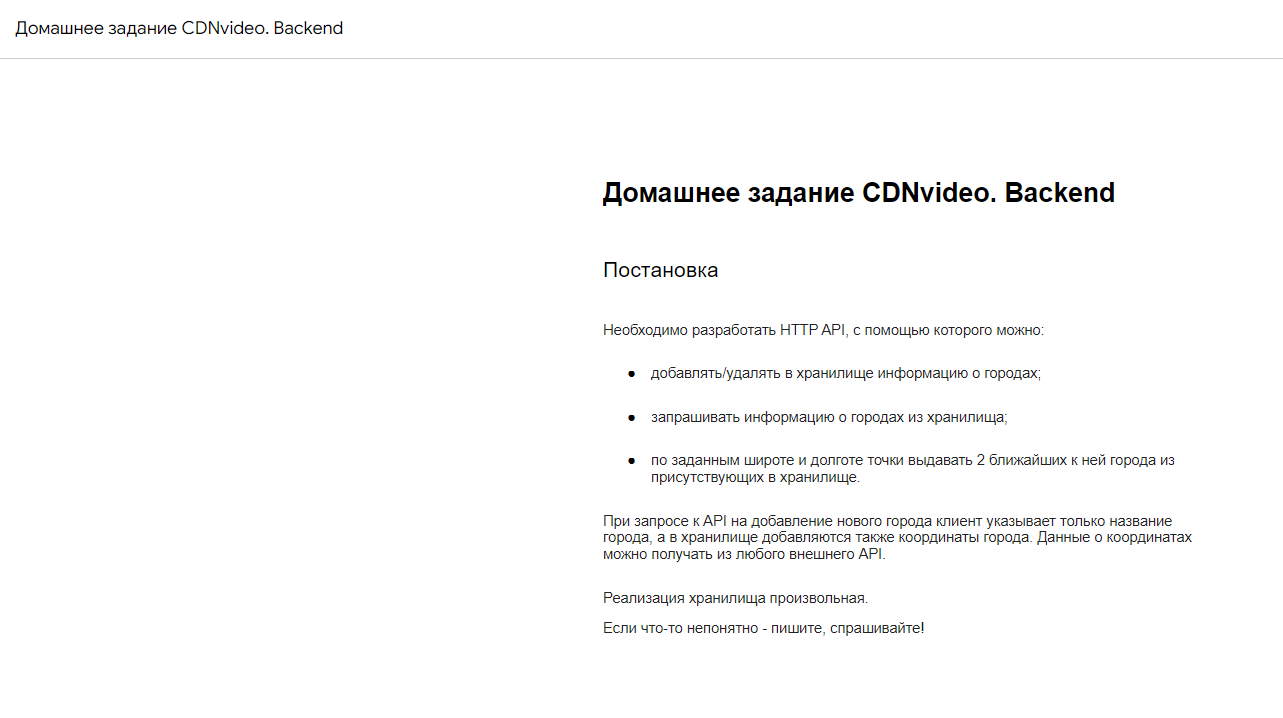 Домашнее задание CDNvideo. Backend
Домашнее задание CDNvideo. Backend
Постановка
Необходимо разработать HTTP API, с помощью которого можно:
● добавлять/удалять в хранилище информацию о городах;
● запрашивать информацию о городах из хранилища;
● по заданным широте и долготе точки выдавать 2 ближайших к ней города из
присутствующих в хранилище.
При запросе к API на добавление нового города клиент указывает только название
города, а в хранилище добавляются также координаты города. Данные о координатах
можно получать из любого внешнего API.
Реализация хранилища произвольная.
Если что-то непонятно - пишите, спрашивайте!